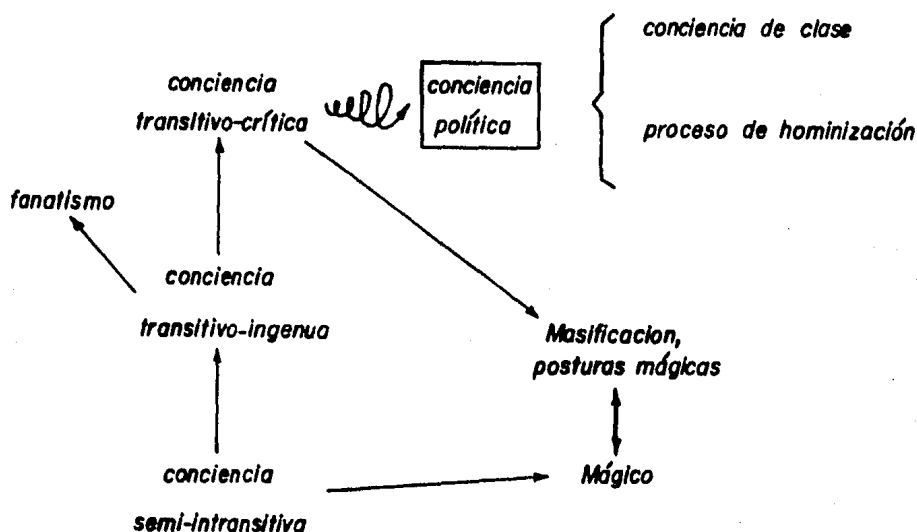 conciencia de clase
conciencia
transitivo-crítica
conciencia
política
proceso de hominización
fanatismo
conciencia
transitivo-ingenua
Masificacion,
posturas mágicas
conciencia
semi-intransitiva
Mágico